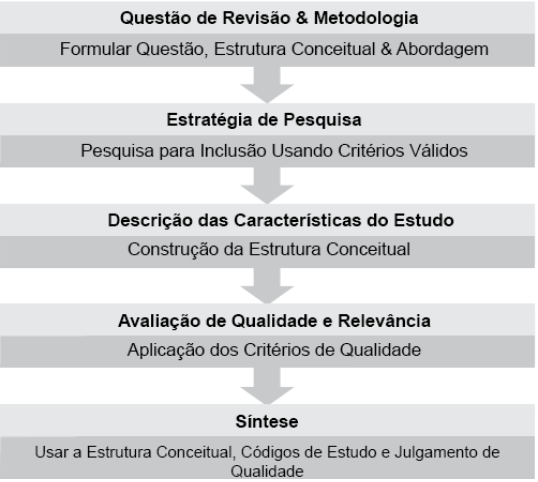 Questão de Revisão & Metodologia
Formular Questão, Estrutura Conceitual & Abordagem
Estratégia de Pesquisa
Pesquisa para Inclusão Usando Critérios Válidos
Descrição das Características do Estudo
Construção da Estrutura Conceitual
Avaliação de Qualidade e Relevância
Aplicação dos Critérios de Qualidade
Síntese
Usar a Estrutura Conceitual, Códigos de Estudo e Julgamento de
Qualidade